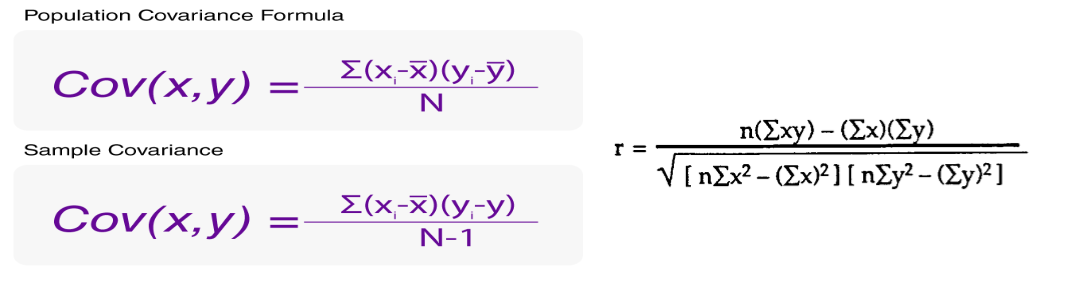 Population Covariance Formula
Cov(x,y) = Σ(xᵢ-x̅)(yᵢ-y̅) / N
Sample Covariance
Cov(x,y) = Σ(xᵢ-x̅)(yᵢ-y) / N-1
r = n(Σxy) – (Σx)(Σy) / √[ nΣx² – (Σx)² ] [ nΣy² – (Σy)² ]